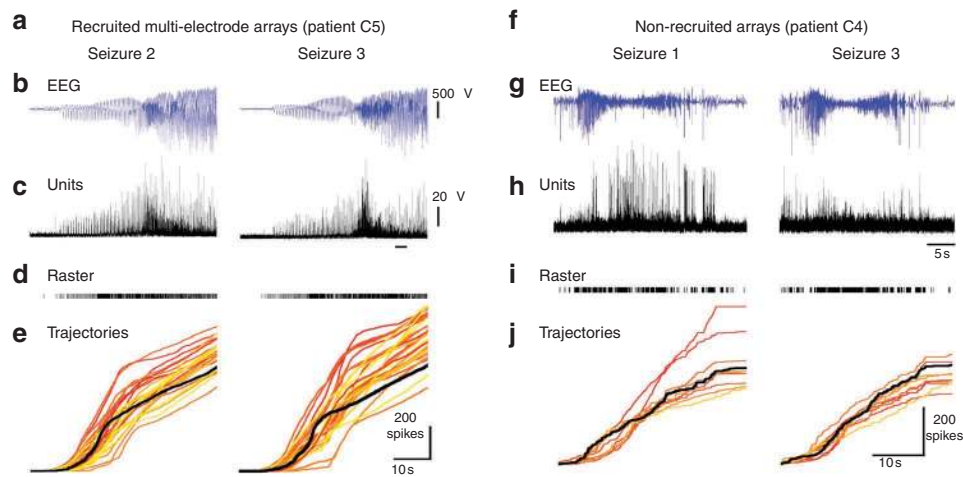 a Recruited multi-electrode arrays (patient C5)
Seizure 2 Seizure 3
b EEG
500 V
c Units
20 V
d Raster
e Trajectories
200
spikes
10 s
f Non-recruited arrays (patient C4)
Seizure 1 Seizure 3
g EEG
h Units
5 s
i Raster
j Trajectories
200
spikes
10 s